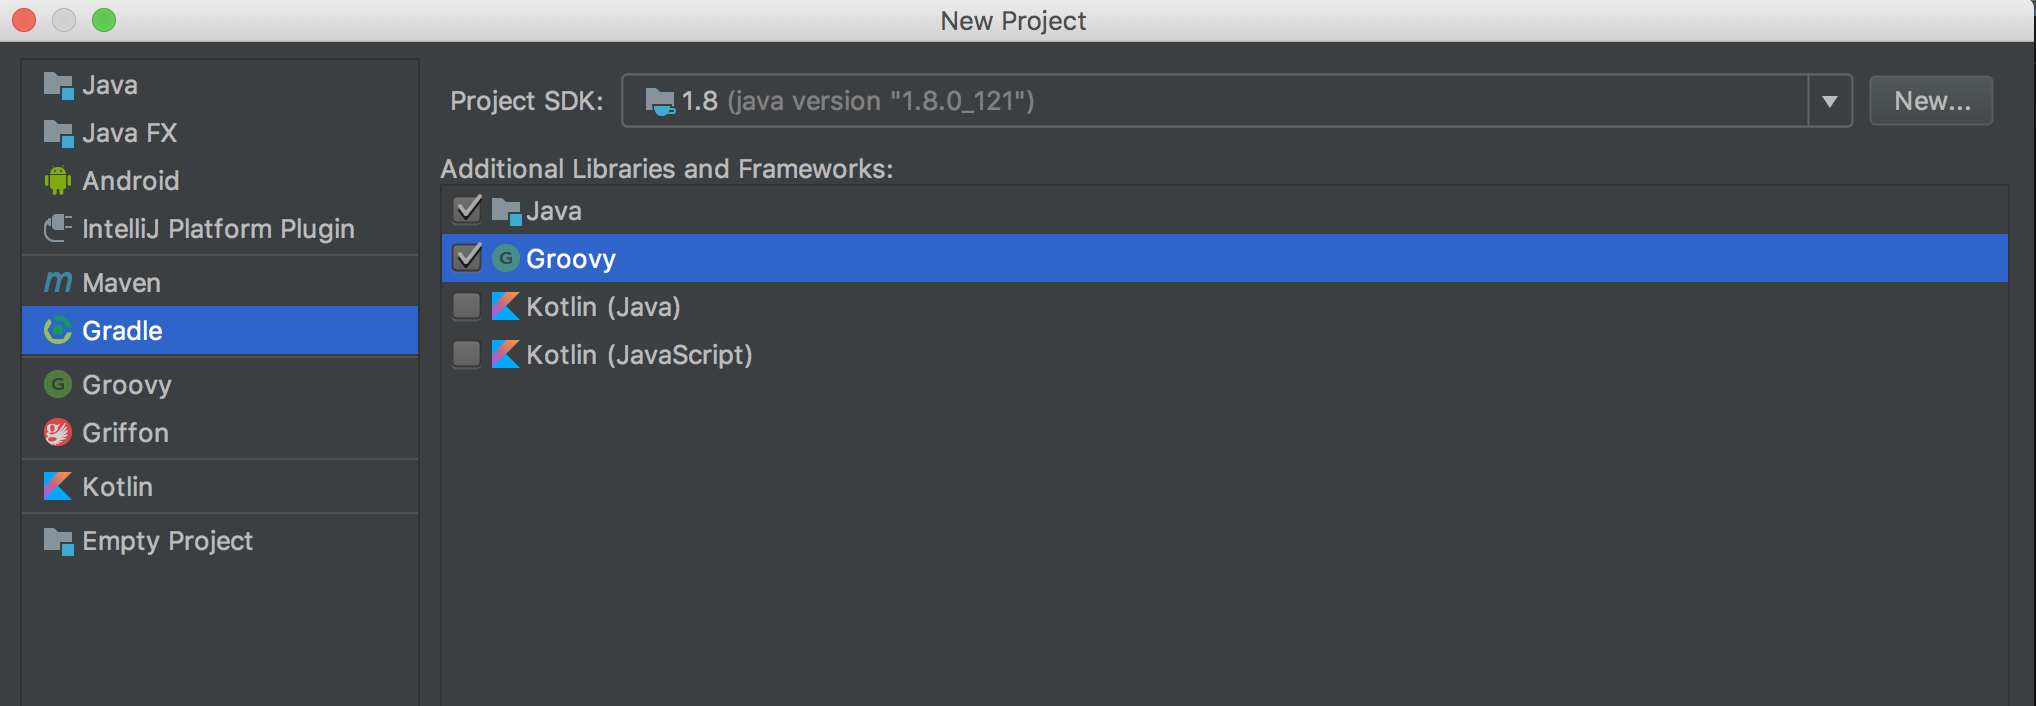 New Project
Java
Java FX
Android
IntelliJ Platform Plugin
Maven
Gradle
Groovy
Griffon
Kotlin
Empty Project
Project SDK: 1.8 (java version "1.8.0_121") New...
Additional Libraries and Frameworks:
Java
Groovy
Kotlin (Java)
Kotlin (JavaScript)